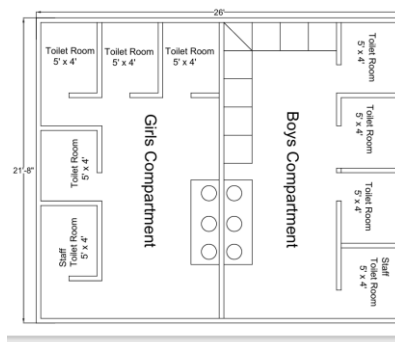 26'
21'-8"
Toilet Room
5' x 4'
Toilet Room
5' x 4'
Toilet Room
5' x 4'
Toilet Room
5' x 4'
Staff
Toilet Room
5' x 4'
Girls Compartment
Boys Compartment
Toilet Room
5' x 4'
Toilet Room
5' x 4'
Toilet Room
5' x 4'
Staff
Toilet Room
5' x 4'